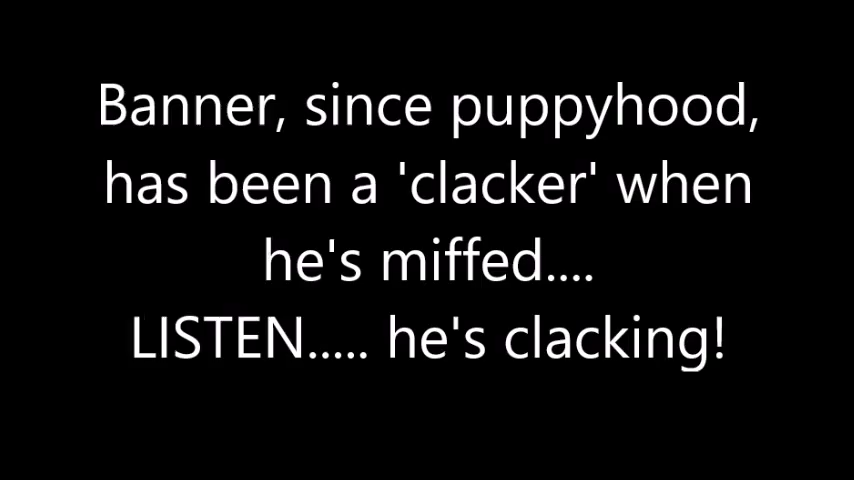 Banner, since puppyhood,
has been a 'clacker' when
he's miffed....
LISTEN..... he's clacking!